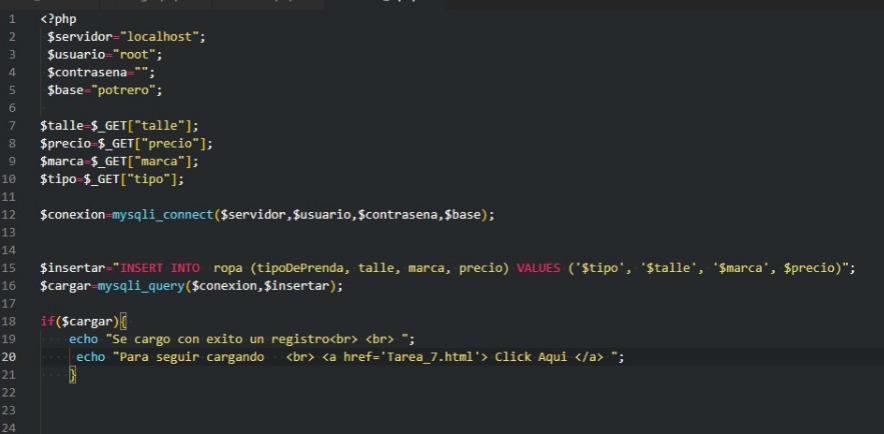 1 <?php
2 $servidor="localhost";
3 $usuario="root";
4 $contrasena="";
5 $base="potrero";
6
7 $talle=$_GET["talle"];
8 $precio=$_GET["precio"];
9 $marca=$_GET["marca"];
10 $tipo=$_GET["tipo"];
11
12 $conexion=mysqli_connect($servidor,$usuario,$contrasena,$base);
13
14
15 $insertar="INSERT INTO  ropa (tipoDePrenda, talle, marca, precio) VALUES ('$tipo', '$talle', '$marca', $precio)";
16 $cargar=mysqli_query($conexion,$insertar);
17
18 if($cargar){
19 echo "Se cargo con exito un registro<br> <br> ";
20 echo "Para seguir cargando   <br> <a href='Tarea_7.html'> Click Aqui </a> ";
21 }
22
23
24